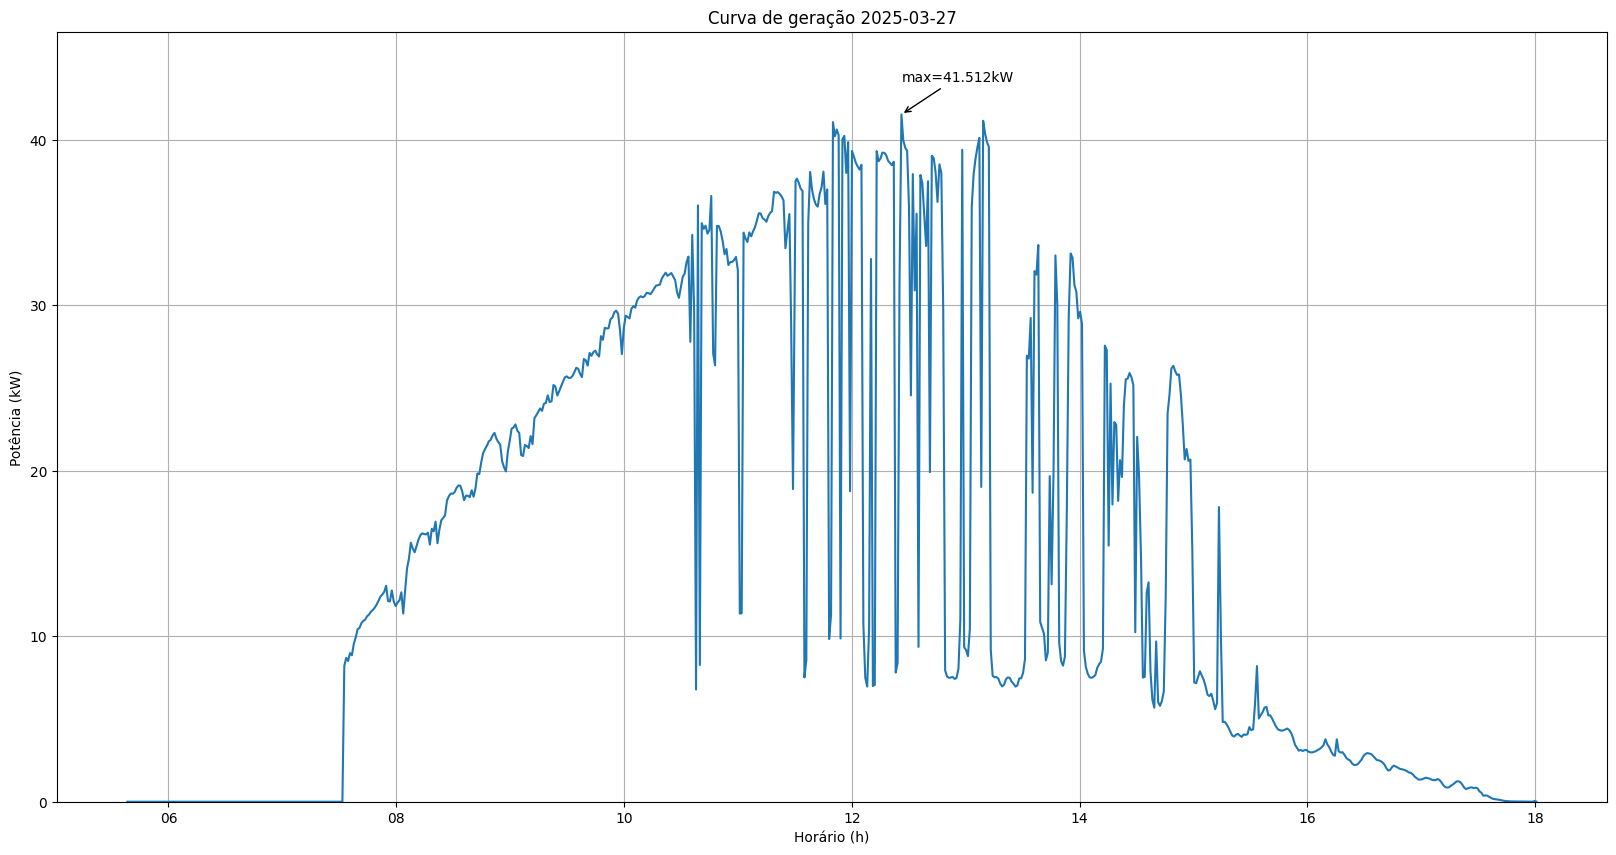 Curva de geração 2025-03-27
max=41.512kW
Potência (kW)
40
30
20
10
0
06 08 10 12 14 16 18
Horário (h)